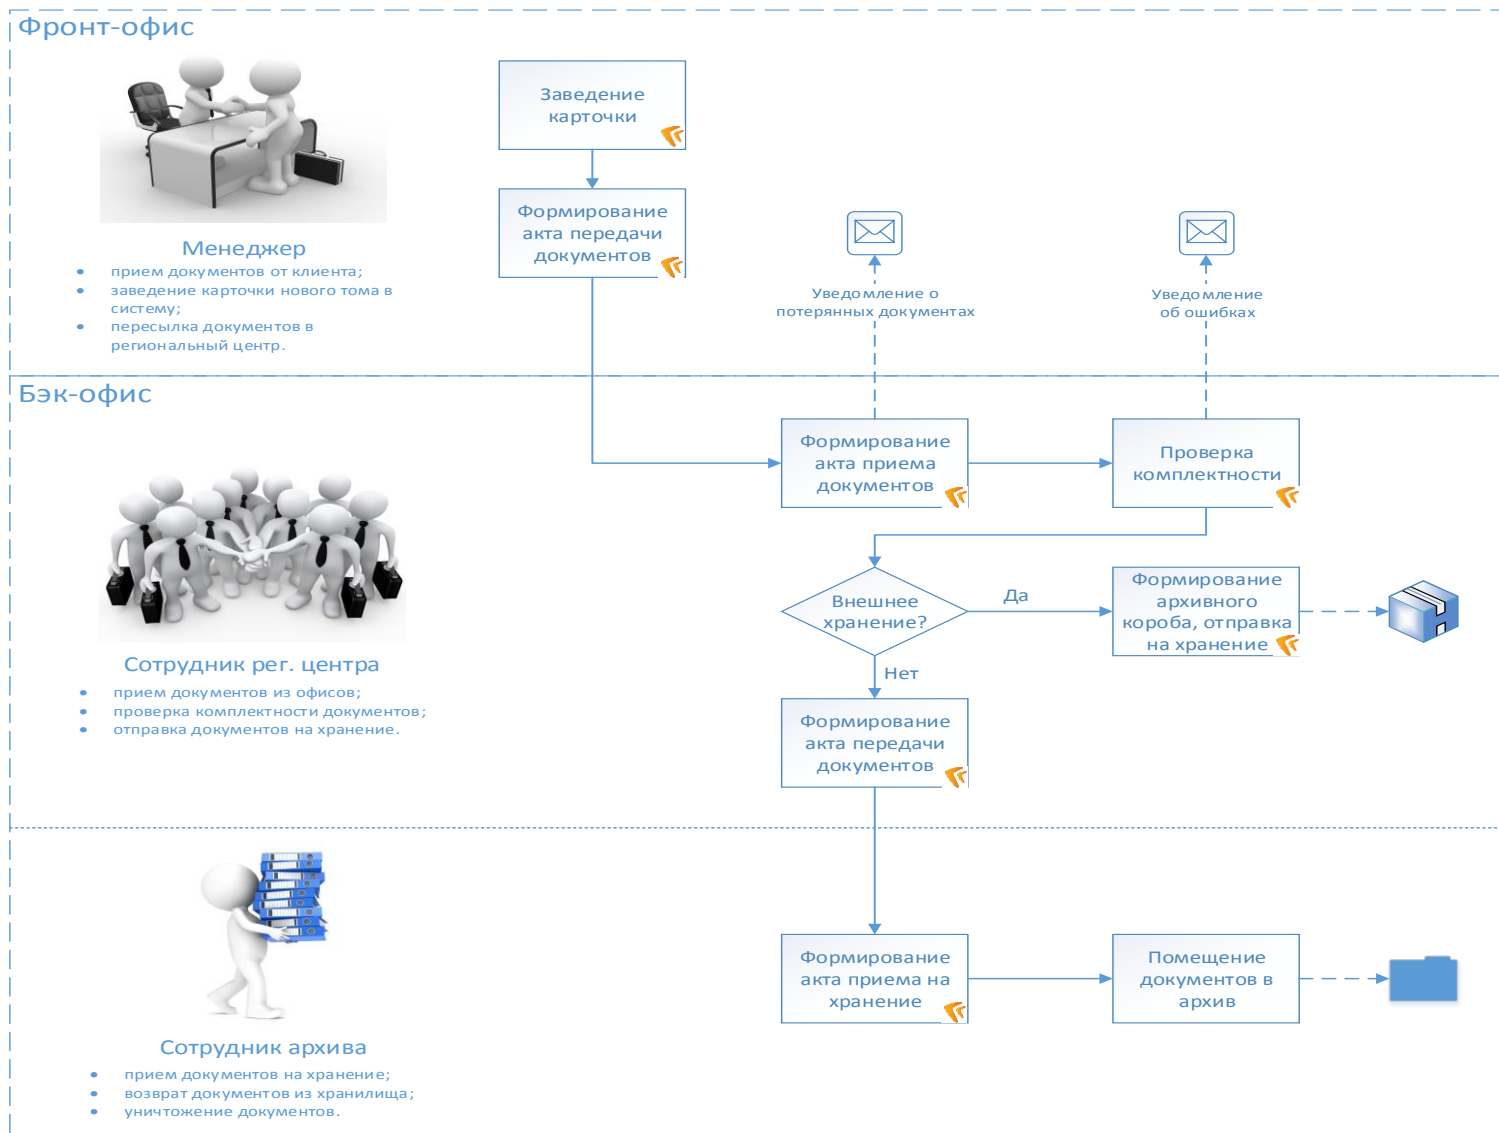 Фронт-офис
Заведение
карточки
Формирование
акта передачи
документов
Менеджер
прием документов от клиента;
заведение карточки нового тома в
систему;
пересылка документов в
региональный центр.
Уведомление о
потерянных документах
Уведомление
об ошибках
Бэк-офис
Формирование
акта приема
документов
Проверка
комплектности
Внешнее
хранение?
Да
Формирование
архивного
короба, отправка
на хранение
Нет
Сотрудник рег. центра
прием документов из офисов;
проверка комплектности документов;
отправка документов на хранение.
Формирование
акта передачи
документов
Формирование
акта приема на
хранение
Помещение
документов в
архив
Сотрудник архива
прием документов на хранение;
возврат документов из хранилища;
уничтожение документов.